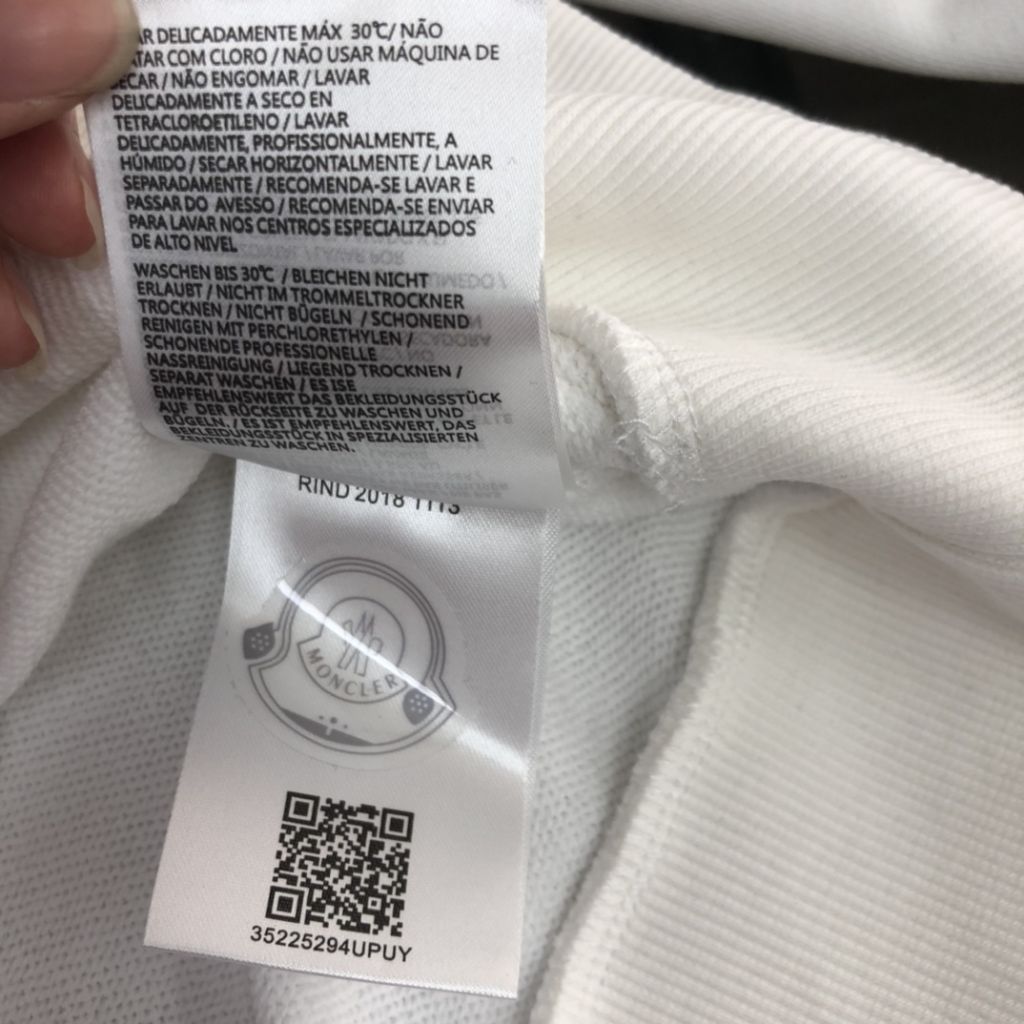 AR DELICADAMENTE MÁX 30℃/ NÃO
ATAR COM CLORO / NÃO USAR MÁQUINA DE
SECAR / NÃO ENGOMAR / LAVAR
DELICADAMENTE A SECO EN
TETRACLOROETILENO / LAVAR
DELICADAMENTE, PROFISSIONALMENTE, A
HÚMIDO / SECAR HORIZONTALMENTE / LAVAR
SEPARADAMENTE / RECOMENDA-SE LAVAR E
PASSAR DO AVESSO / RECOMENDA-SE ENVIAR
PARA LAVAR NOS CENTROS ESPECIALIZADOS
DE ALTO NIVEL
WASCHEN BIS 30℃ / BLEICHEN NICHT
ERLAUBT / NICHT IM TROMMELTROCKNER
TROCKNEN / NICHT BÜGELN / SCHONEND
REINIGEN MIT PERCHLORETHYLEN /
SCHONENDE PROFESSIONELLE
NASSREINIGUNG / LIEGEND TROCKNEN /
SEPARAT WASCHEN / ES ISE
EMPFEHLENSWERT DAS BEKLEIDUNGSSTÜCK
AUF DER RÜCKSEITE ZU WASCHEN UND
BÜGELN. / ES IST EMPFEHLENSWERT, DAS
BEKLEIDUNGSSTÜCK IN SPEZIALISIERTEN
ZENTREN ZU WASCHEN.
RIND 2018 1113
MONCLER
35225294UPUY